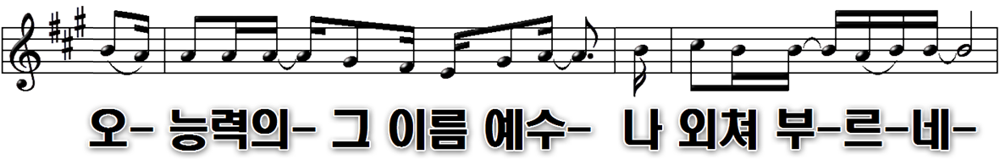 오- 능력의- 그 이름 예수- 나 외쳐 부-르-네-